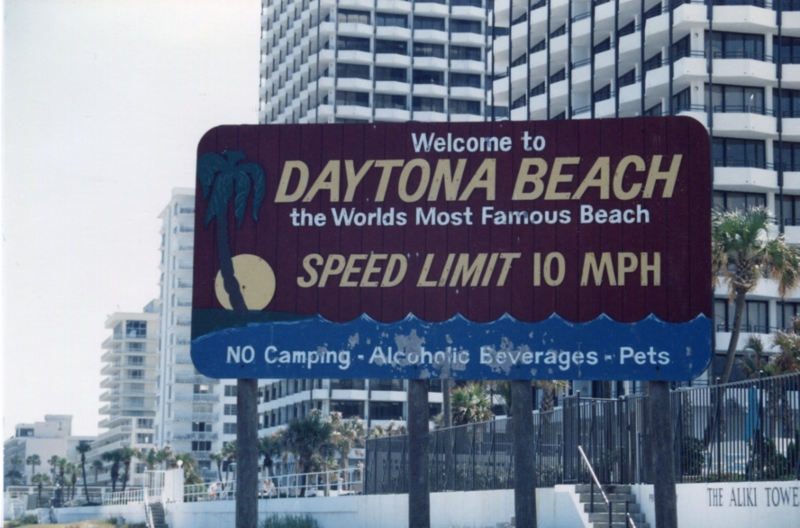 Welcome to
DAYTONA BEACH
the Worlds Most Famous Beach
SPEED LIMIT 10 MPH
NO Camping - Alcoholic Beverages - Pets
THE ALIKI